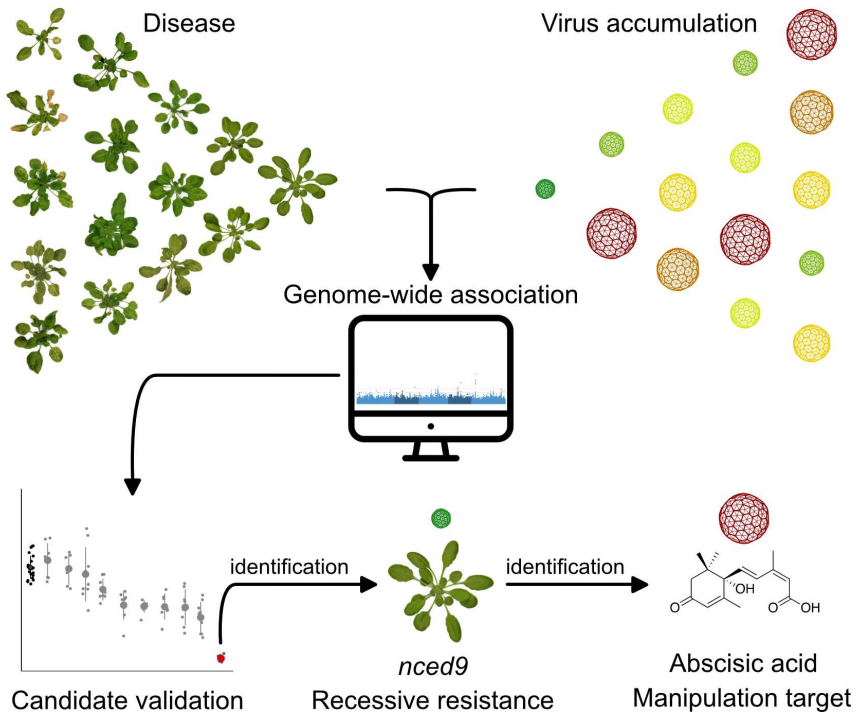 Disease
Virus accumulation
Genome-wide association
identification
identification
OH
O
O
OH
nced9
Abscisic acid
Candidate validation
Recessive resistance
Manipulation target